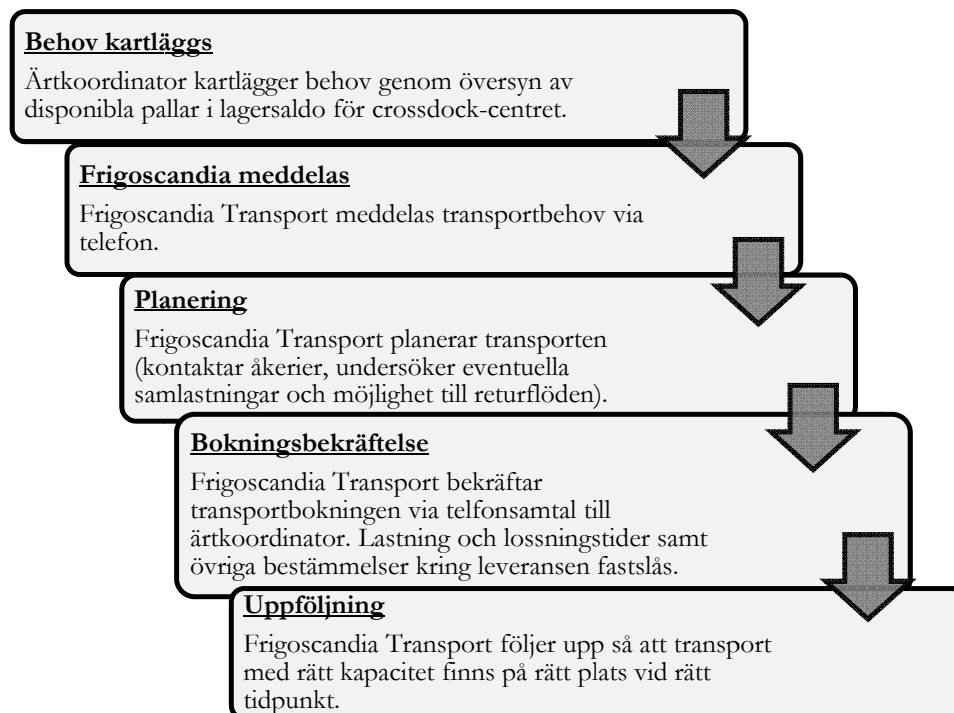 Behov kartläggs
Ärtkoordinator kartlägger behov genom översyn av
disponibla pallar i lagersaldo för crossdock-centret.
Frigoscandia meddelas
Frigoscandia Transport meddelas transportbehov via
telefon.
Planering
Frigoscandia Transport planerar transporten
(kontaktar åkerier, undersöker eventuella
samlastningar och möjlighet till returflöden).
Bokningsbekräftelse
Frigoscandia Transport bekräftar
transportbokningen via telfonsamtal till
ärtkoordinator. Lastning och lossningstider samt
övriga bestämmelser kring leveransen fastslås.
Uppföljning
Frigoscandia Transport följer upp så att transport
med rätt kapacitet finns på rätt plats vid rätt
tidpunkt.